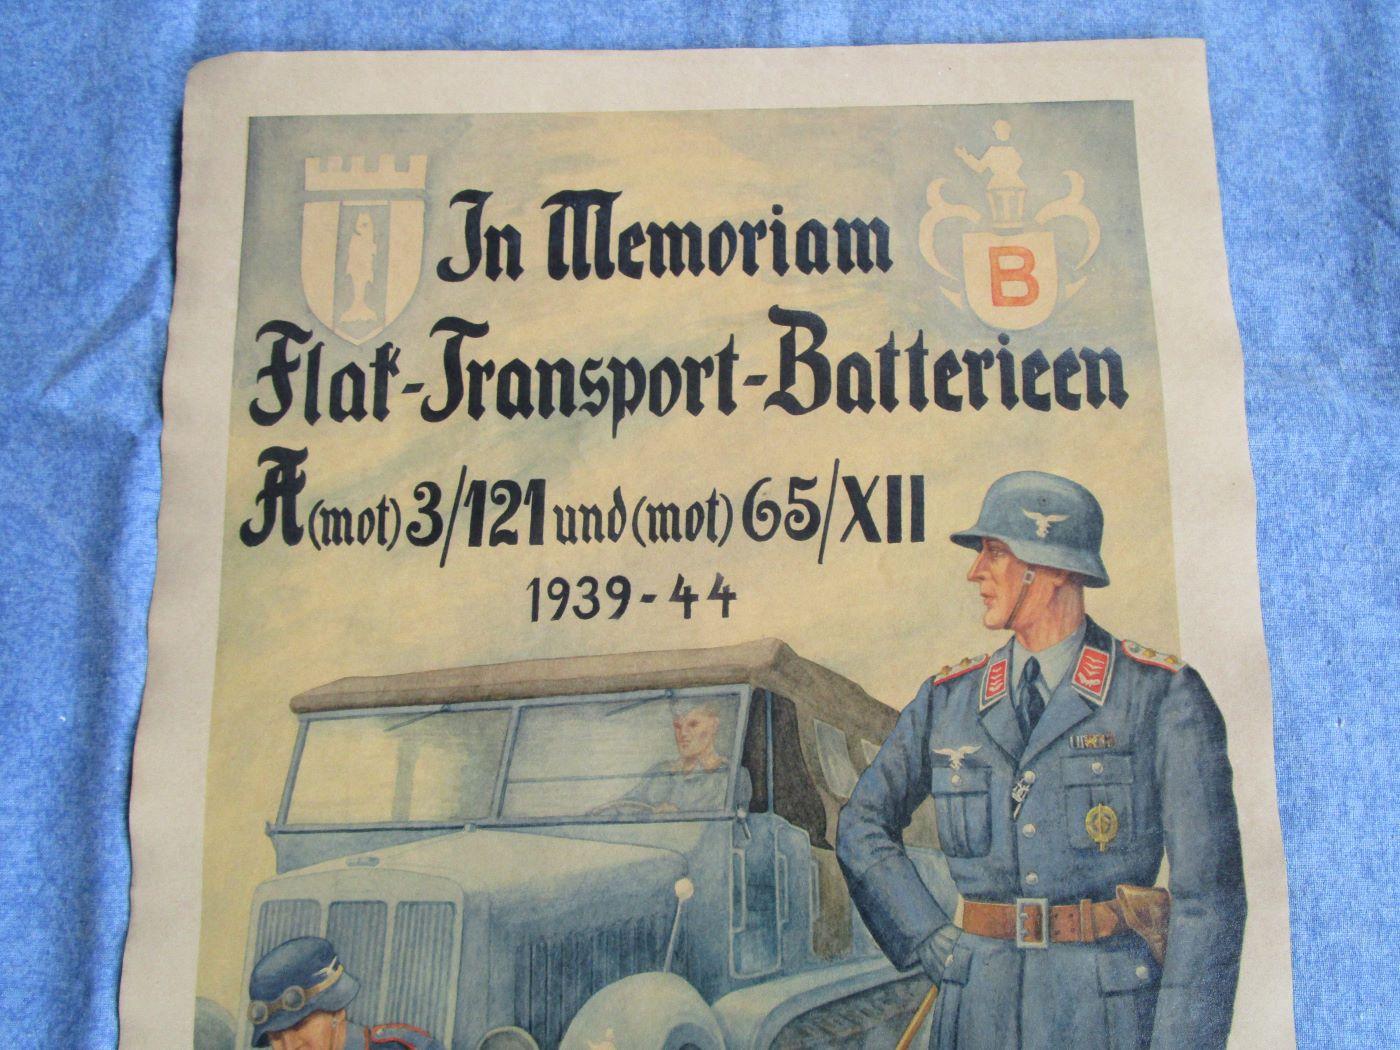 In Memoriam
B
Flak-Transport-Batterieen
A (mot) 3/121 und (mot) 65/XII
1939-44